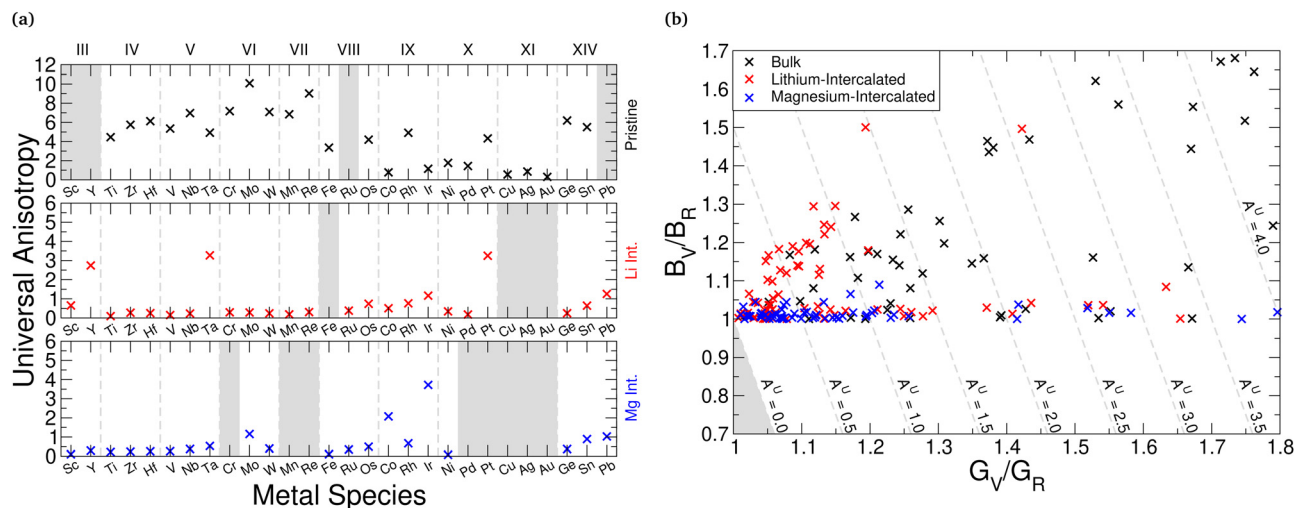 (a)
III IV V VI VII VIII IX X XI XIV
Universal Anisotropy
12
10
8
6
4
2
0
Pristine
Sc Y Ti Zr Hf V Nb Ta Cr Mo W Mn Re Fe Ru Os Co Rh Ir Ni Pd Pt Cu Ag Au Ge Sn Pb
6
5
4
3
2
1
0
Li Int.
Sc Y Ti Zr Hf V Nb Ta Cr Mo W Mn Re Fe Ru Os Co Rh Ir Ni Pd Pt Cu Ag Au Ge Sn Pb
6
5
4
3
2
1
0
Mg Int.
Sc Y Ti Zr Hf V Nb Ta Cr Mo W Mn Re Fe Ru Os Co Rh Ir Ni Pd Pt Cu Ag Au Ge Sn Pb
Metal Species
(b)
B_V/B_R
1.7
1.6
1.5
1.4
1.3
1.2
1.1
1.0
0.9
0.8
0.7
Bulk
Lithium-Intercalated
Magnesium-Intercalated
A^U = 4.0
A^U = 0.0
A^U = 0.5
A^U = 1.0
A^U = 1.5
A^U = 2.0
A^U = 2.5
A^U = 3.0
A^U = 3.5
1 1.1 1.2 1.3 1.4 1.5 1.6 1.7 1.8
G_V/G_R